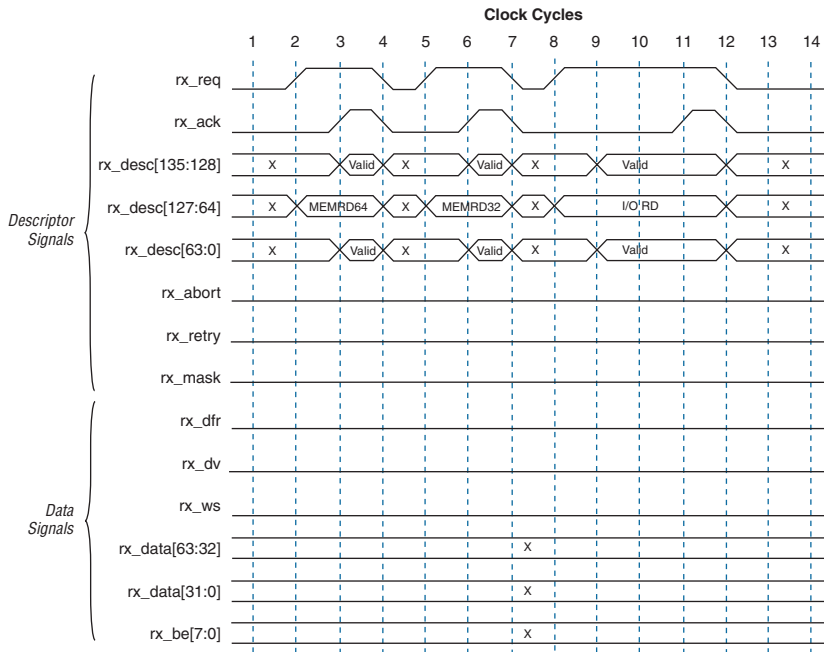 Clock Cycles
1 2 3 4 5 6 7 8 9 10 11 12 13 14
rx_req
rx_ack
rx_desc[135:128] X Valid X Valid X Valid X
rx_desc[127:64] X MEMRD64 X MEMRD32 X I/O RD X
Descriptor
Signals
rx_desc[63:0] X Valid X Valid X Valid X
rx_abort
rx_retry
rx_mask
rx_dfr
rx_dv
rx_ws
Data
Signals
rx_data[63:32] X
rx_data[31:0] X
rx_be[7:0] X